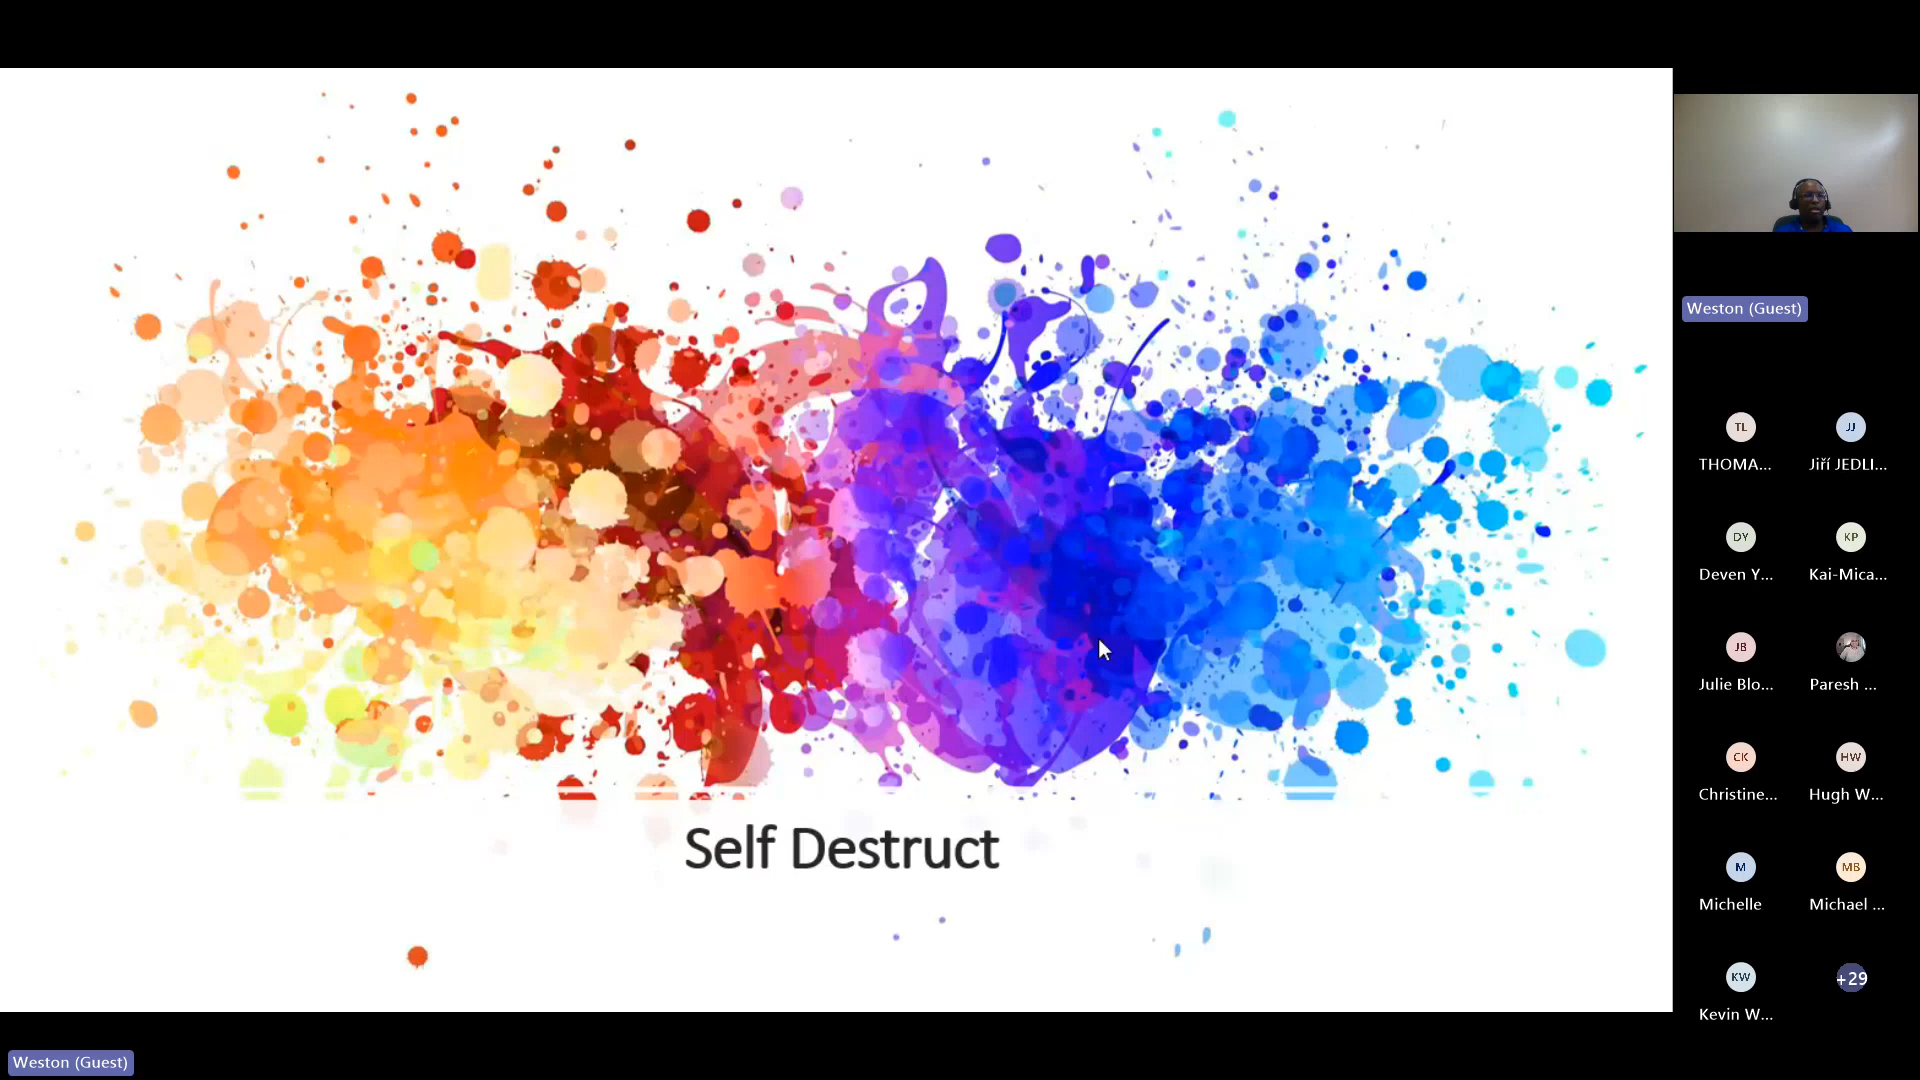 Self Destruct
Weston (Guest)
TL
JJ
THOMA...
Jiří JEDLI...
DY
KP
Deven Y...
Kai-Mica...
JB
Julie Blo...
Paresh ...
CK
HW
Christine...
Hugh W...
M
MB
Michelle
Michael ...
KW
+29
Kevin W...
Weston (Guest)